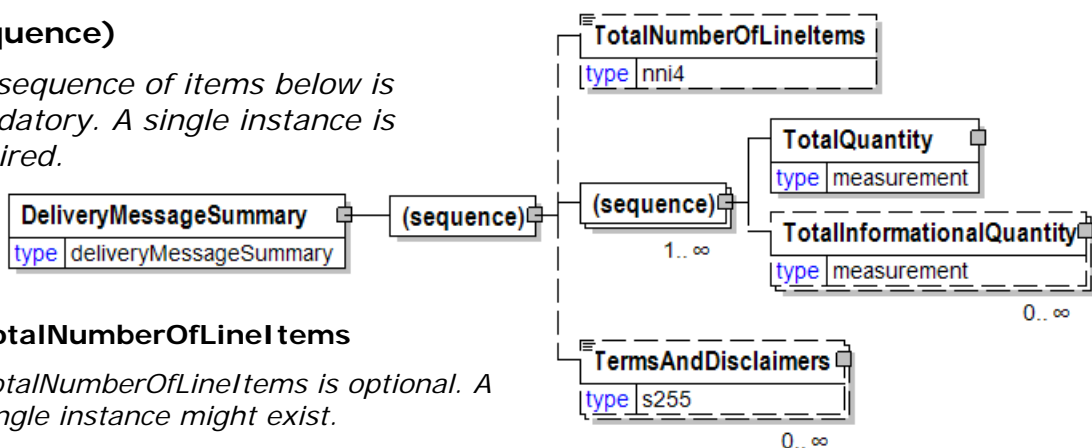 quence)
sequence of items below is
datory. A single instance is
ired.
DeliveryMessageSummary
type deliveryMessageSummary
(sequence)
TotalNumberOfLineItems
type nni4
(sequence)
1.. ∞
TotalQuantity
type measurement
TotalInformationalQuantity
type measurement
0.. ∞
TermsAndDisclaimers
type s255
0.. ∞
otalNumberOfLineItems
otalNumberOfLineItems is optional. A
ngle instance might exist.